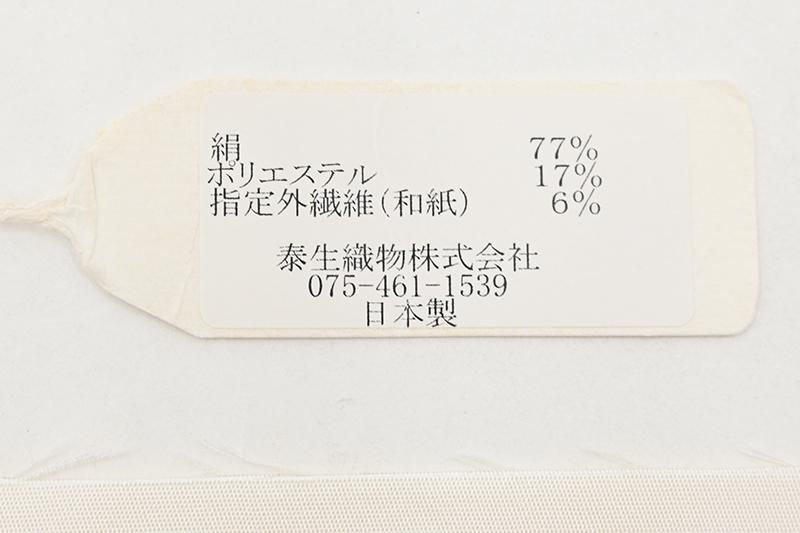 絹 77%
ポリエステル 17%
指定外繊維(和紙) 6%
泰生織物株式会社
075-461-1539
日本製